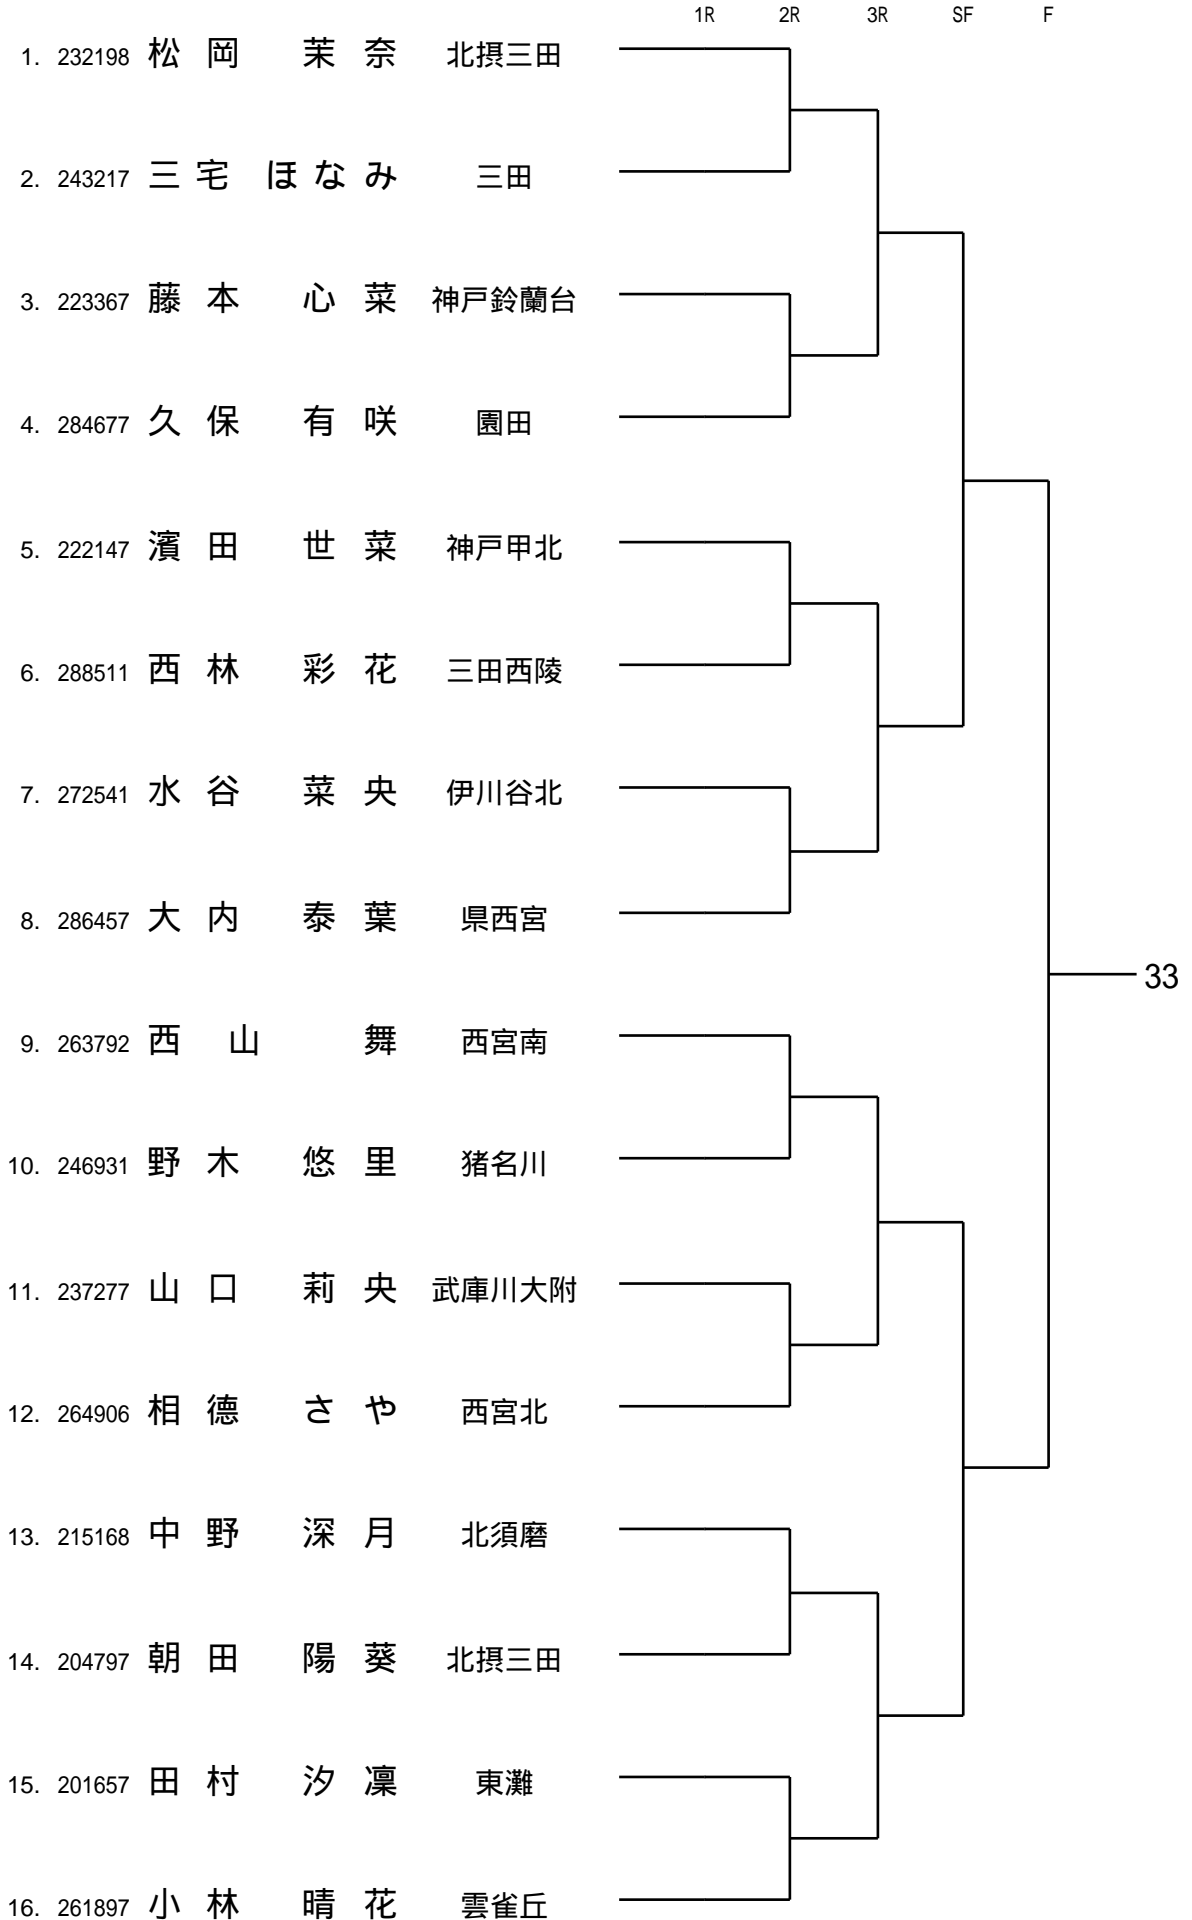 1R 2R 3R SF F
1. 232198 松岡 茉奈 北摂三田
2. 243217 三宅 ほなみ 三田
3. 223367 藤本 心菜 神戸鈴蘭台
4. 284677 久保 有咲 園田
5. 222147 濱田 世菜 神戸甲北
6. 288511 西林 彩花 三田西陵
7. 272541 水谷 菜央 伊川谷北
8. 286457 大内 泰葉 県西宮
33
9. 263792 西山 舞 西宮南
10. 246931 野木 悠里 猪名川
11. 237277 山口 莉央 武庫川大附
12. 264906 相德 さや 西宮北
13. 215168 中野 深月 北須磨
14. 204797 朝田 陽葵 北摂三田
15. 201657 田村 汐凜 東灘
16. 261897 小林 晴花 雲雀丘